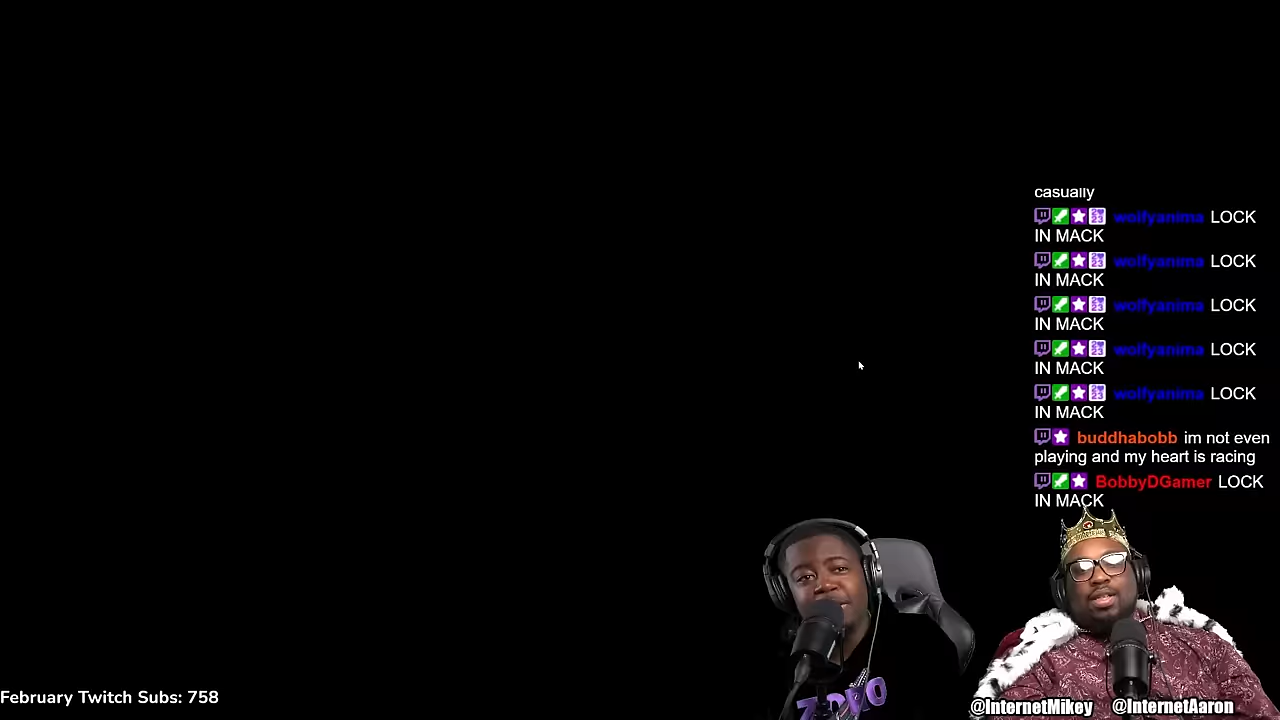 casually
wolfyanima LOCK
IN MACK
wolfyanima LOCK
IN MACK
wolfyanima LOCK
IN MACK
wolfyanima LOCK
IN MACK
wolfyanima LOCK
IN MACK
buddhabobb im not even
playing and my heart is racing
BobbyDGamer LOCK
IN MACK
February Twitch Subs: 758
@InternetMikey @InternetAaron